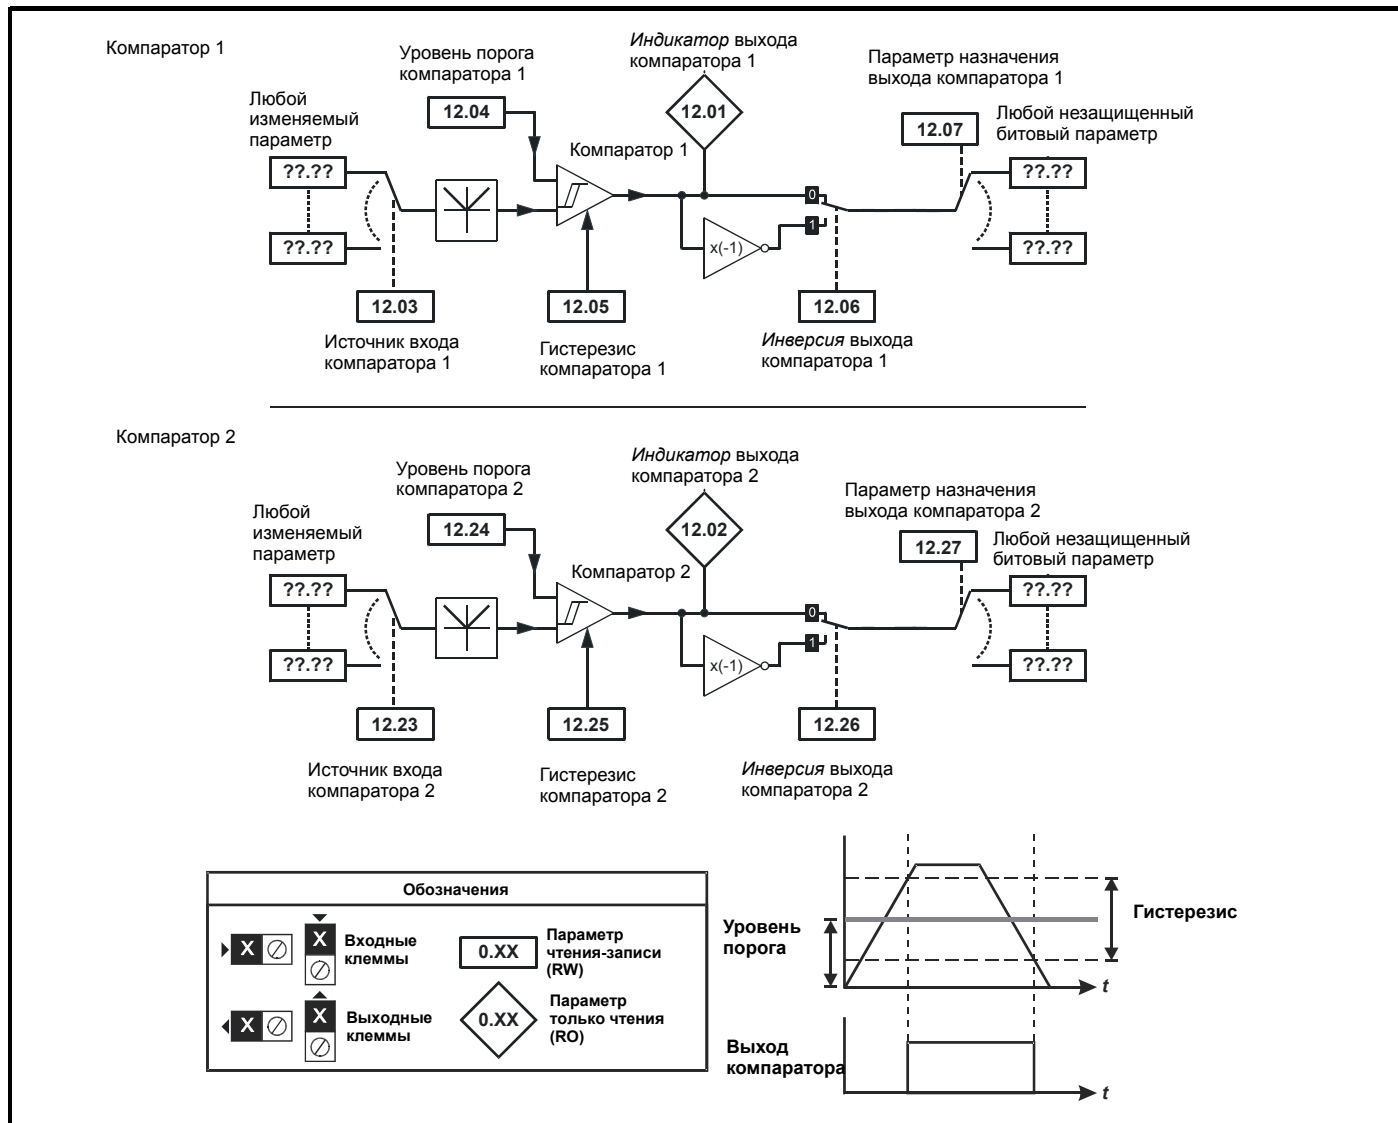 Компаратор 1
Уровень порога
компаратора 1
Индикатор выхода
компаратора 1
Параметр назначения
выхода компаратора 1
Любой
изменяемый
параметр
12.04
12.01
12.07
Любой незащищенный
битовый параметр
Компаратор 1
??.??
??.??
0
1
x(-1)
??.??
??.??
12.03
12.05
12.06
Источник входа
компаратора 1
Гистерезис
компаратора 1
Инверсия выхода
компаратора 1
Компаратор 2
Уровень порога
компаратора 2
Индикатор выхода
компаратора 2
Параметр назначения
выхода компаратора 2
Любой
изменяемый
параметр
12.24
12.02
12.27
Любой незащищенный
битовый параметр
Компаратор 2
??.??
??.??
0
1
x(-1)
??.??
??.??
12.23
12.25
12.26
Источник входа
компаратора 2
Гистерезис
компаратора 2
Инверсия выхода
компаратора 2
Обозначения
X
X
Входные
клеммы
0.XX
Параметр
чтения-записи
(RW)
X
X
Выходные
клеммы
0.XX
Параметр
только чтения
(RO)
Уровень
порога
Гистерезис
t
Выход
компаратора
t